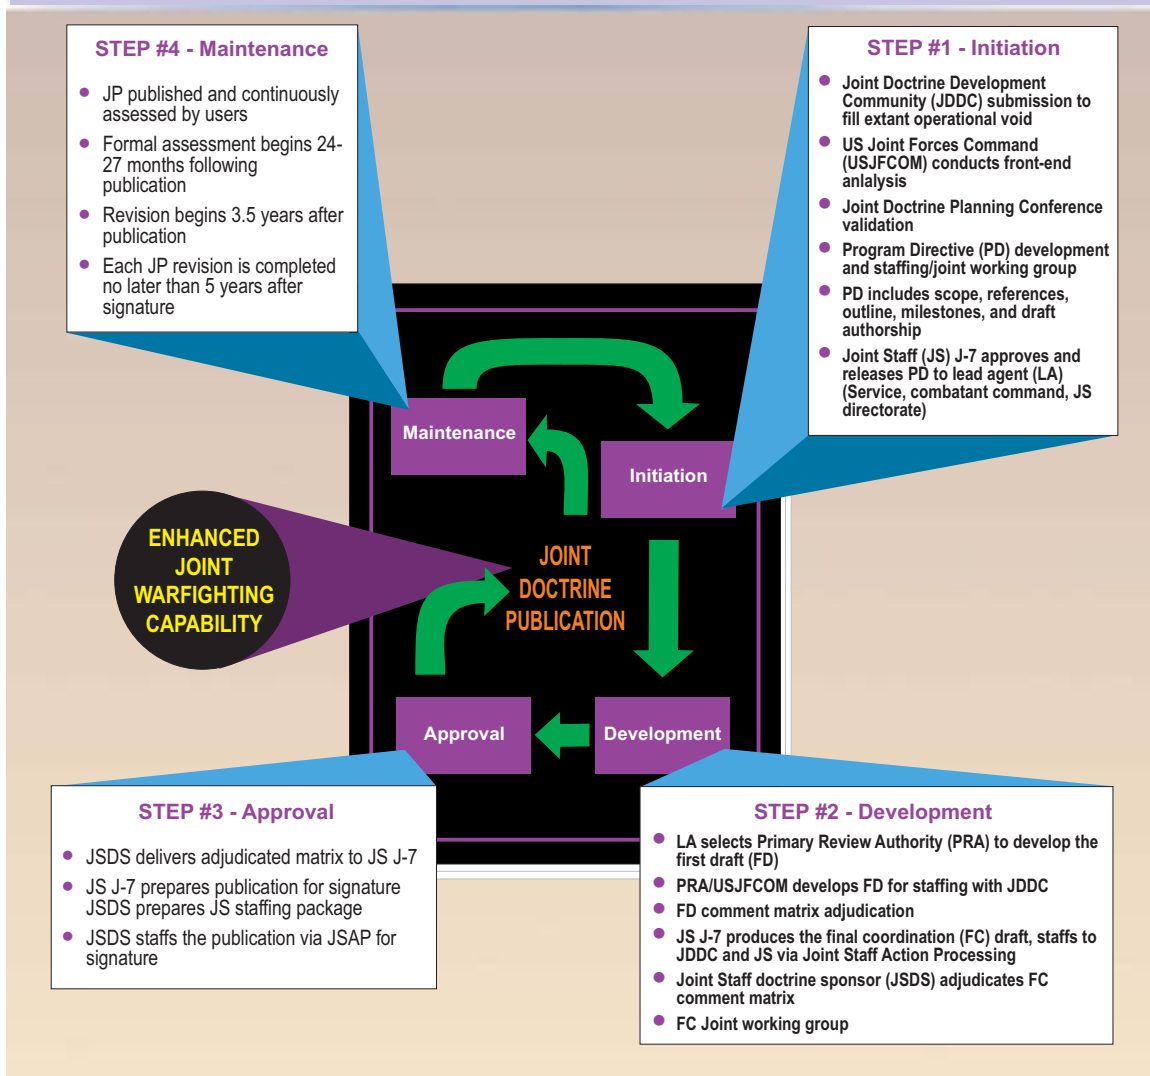 STEP #4 - Maintenance
JP published and continuously
assessed by users
Formal assessment begins 24-
27 months following
publication
Revision begins 3.5 years after
publication
Each JP revision is completed
no later than 5 years after
signature
STEP #1 - Initiation
Joint Doctrine Development
Community (JDDC) submission to
fill extant operational void
US Joint Forces Command
(USJFCOM) conducts front-end
anlalysis
Joint Doctrine Planning Conference
validation
Program Directive (PD) development
and staffing/joint working group
PD includes scope, references,
outline, milestones, and draft
authorship
Joint Staff (JS) J-7 approves and
releases PD to lead agent (LA)
(Service, combatant command, JS
directorate)
Maintenance
Initiation
ENHANCED
JOINT
WARFIGHTING
CAPABILITY
JOINT
DOCTRINE
PUBLICATION
Approval
Development
STEP #3 - Approval
JSDS delivers adjudicated matrix to JS J-7
JS J-7 prepares publication for signature
JSDS prepares JS staffing package
JSDS staffs the publication via JSAP for
signature
STEP #2 - Development
LA selects Primary Review Authority (PRA) to develop the
first draft (FD)
PRA/USJFCOM develops FD for staffing with JDDC
FD comment matrix adjudication
JS J-7 produces the final coordination (FC) draft, staffs to
JDDC and JS via Joint Staff Action Processing
Joint Staff doctrine sponsor (JSDS) adjudicates FC
comment matrix
FC Joint working group